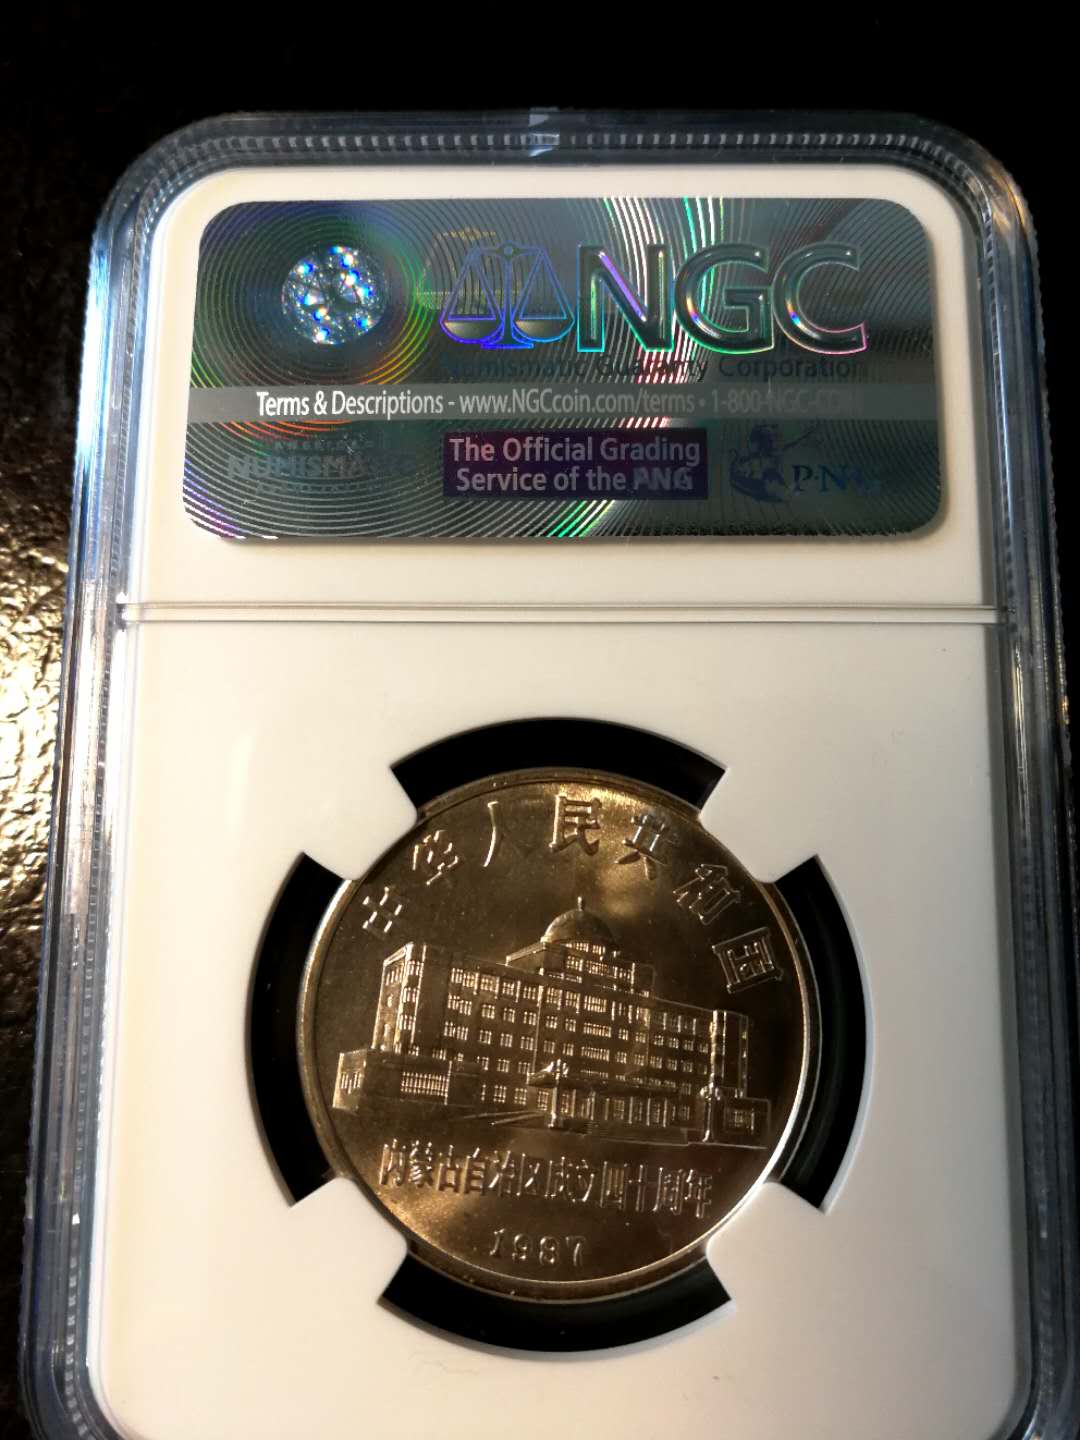 NGC
Numismatic Guaranty Corporation
Terms & Descriptions - www.NGCcoin.com/terms • 1-800-NGC-COIN
NUMISMATIC
The Official Grading
Service of the PNG
P·N·G
中华人民共和国
内蒙古自治区成立四十周年
1987